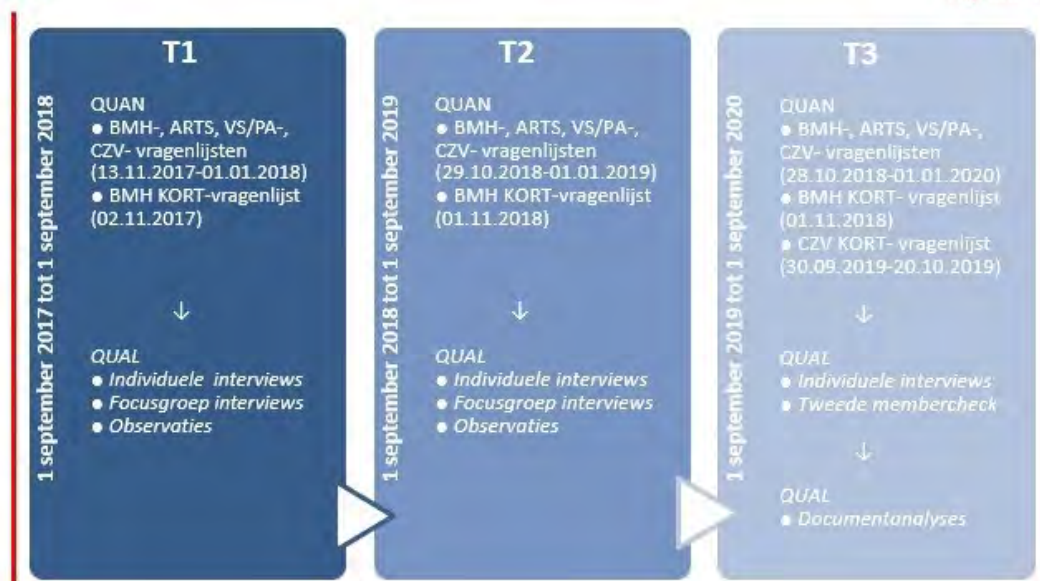 T1
1 september 2017 tot 1 september 2018
QUAN
● BMH-, ARTS, VS/PA-,
CZV- vragenlijsten
(13.11.2017-01.01.2018)
● BMH KORT-vragenlijst
(02.11.2017)
↓
QUAL
● Individuele interviews
● Focusgroep interviews
● Observaties
T2
1 september 2018 tot 1 september 2019
QUAN
● BMH-, ARTS, VS/PA-,
CZV- vragenlijsten
(29.10.2018-01.01.2019)
● BMH KORT-vragenlijst
(01.11.2018)
↓
QUAL
● Individuele interviews
● Focusgroep interviews
● Observaties
T3
1 september 2019 tot 1 september 2020
QUAN
● BMH-, ARTS, VS/PA-,
CZV- vragenlijsten
(28.10.2018-01.01.2020)
● BMH KORT- vragenlijst
(01.11.2018)
● CZV KORT- vragenlijst
(30.09.2019-20.10.2019)
↓
QUAL
● Individuele interviews
● Tweede membercheck
↓
QUAL
● Documentanalyses